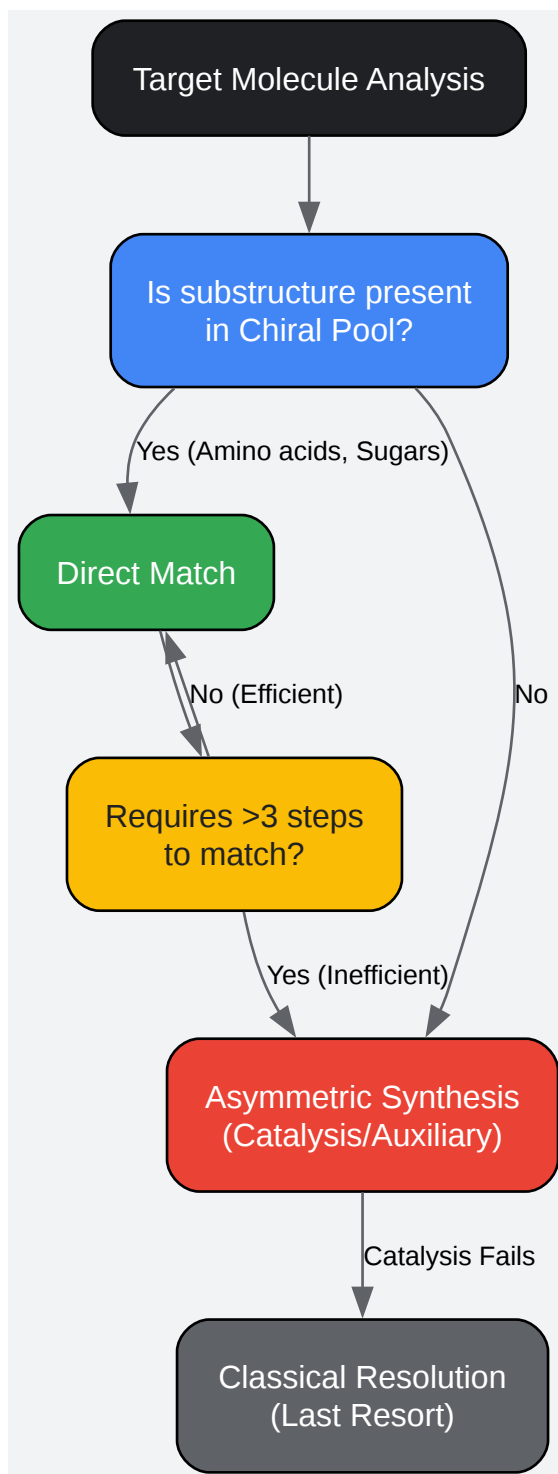 Target Molecule Analysis
Is substructure present
in Chiral Pool?
Yes (Amino acids, Sugars)
Direct Match
No (Efficient)
No
Requires >3 steps
to match?
Yes (Inefficient)
Asymmetric Synthesis
(Catalysis/Auxiliary)
Catalysis Fails
Classical Resolution
(Last Resort)